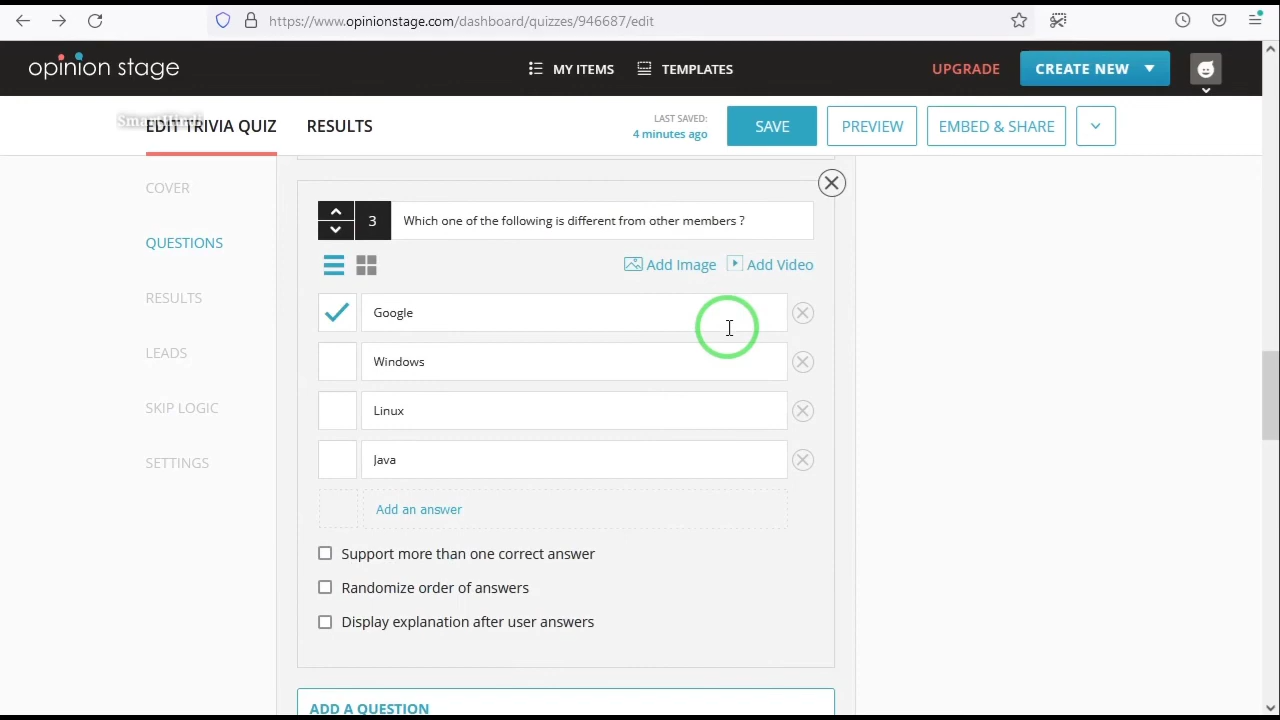 https://www.opinionstage.com/dashboard/quizzes/946687/edit
opinion stage
MY ITEMS
TEMPLATES
UPGRADE
CREATE NEW
EDIT TRIVIA QUIZ
RESULTS
LAST SAVED:
4 minutes ago
SAVE
PREVIEW
EMBED & SHARE
COVER
QUESTIONS
RESULTS
LEADS
SKIP LOGIC
SETTINGS
3
Which one of the following is different from other members ?
Add Image
Add Video
Google
Windows
Linux
Java
Add an answer
Support more than one correct answer
Randomize order of answers
Display explanation after user answers
ADD A QUESTION